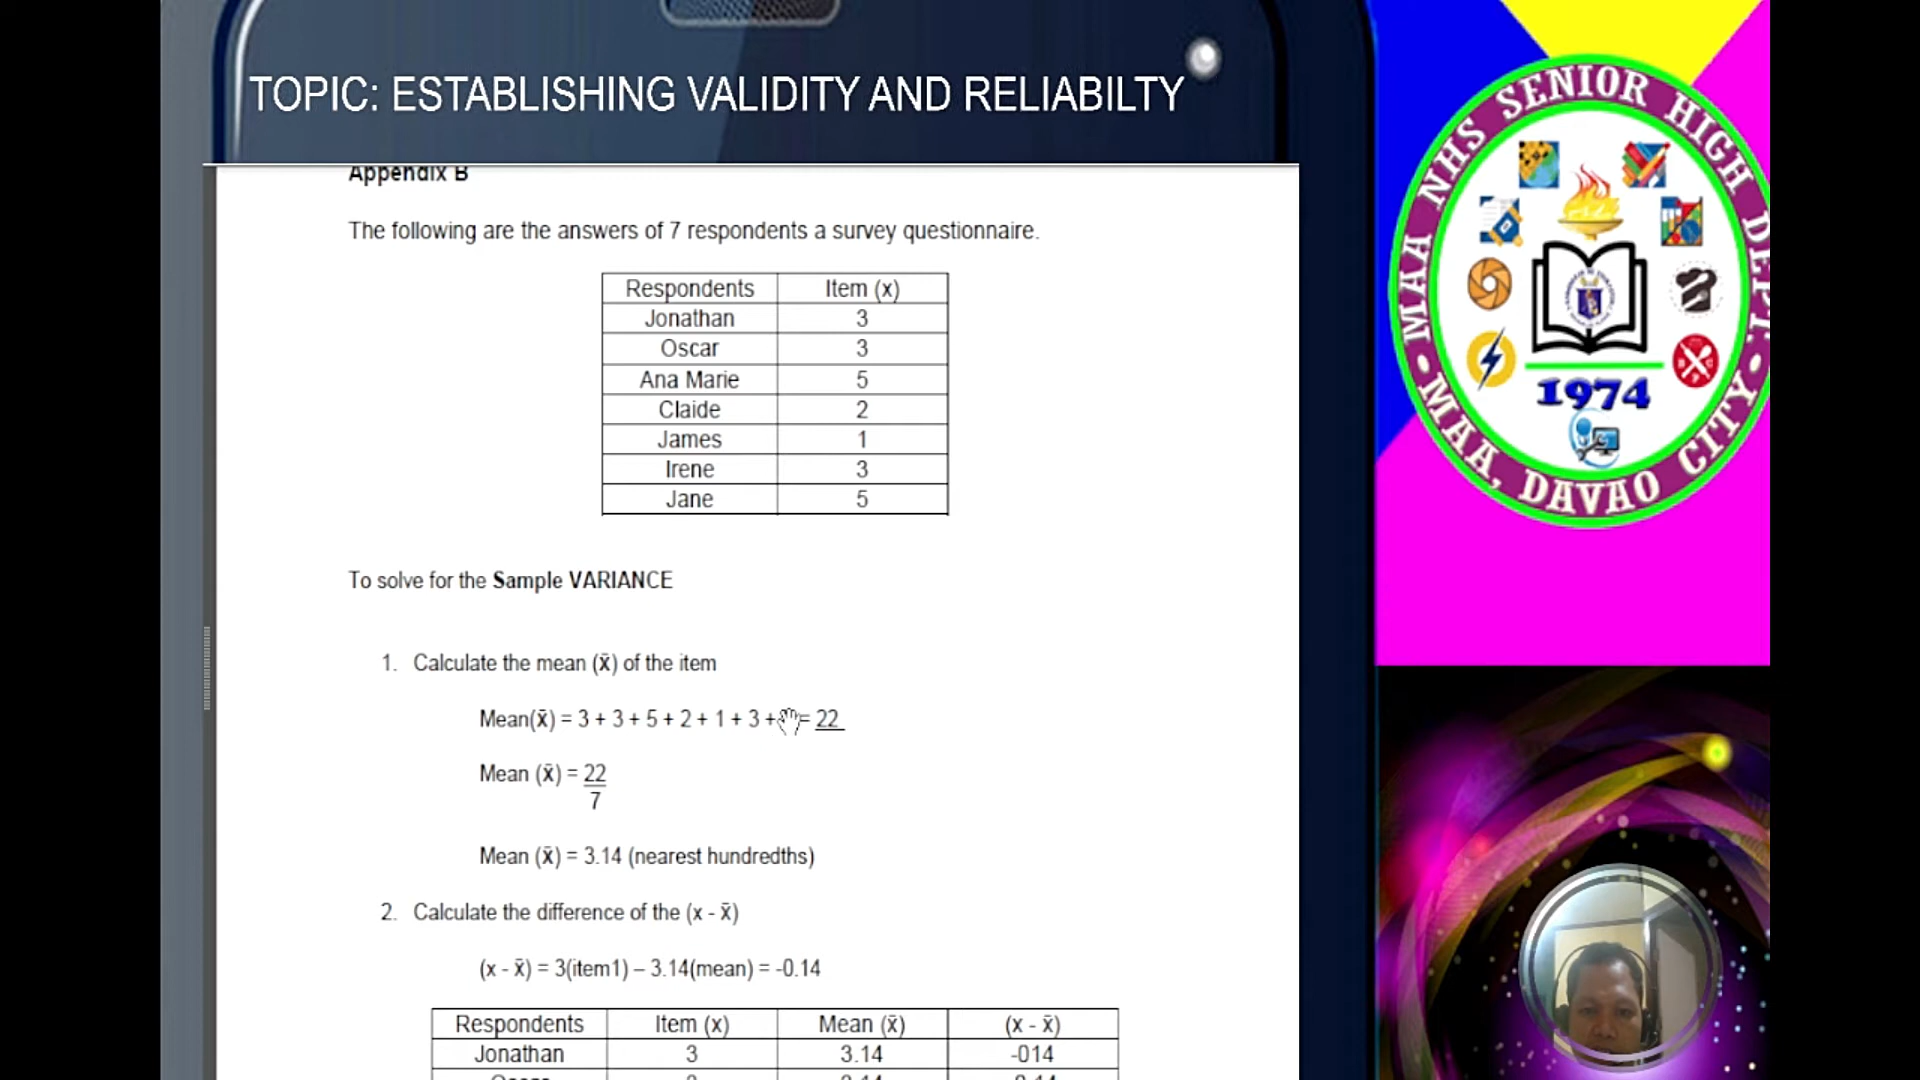 TOPIC: ESTABLISHING VALIDITY AND RELIABILTY
Appendix B
The following are the answers of 7 respondents a survey questionnaire.
Respondents Item (x)
Jonathan 3
Oscar 3
Ana Marie 5
Claide 2
James 1
Irene 3
Jane 5
To solve for the Sample VARIANCE
1. Calculate the mean (x̄) of the item
Mean(x̄) = 3 + 3 + 5 + 2 + 1 + 3 + = 22
Mean (x̄) = 22
7
Mean (x̄) = 3.14 (nearest hundredths)
2. Calculate the difference of the (x - x̄)
(x - x̄) = 3(item1) – 3.14(mean) = -0.14
Respondents Item (x) Mean (x̄) (x - x̄)
Jonathan 3 3.14 -014
MAA NHS SENIOR HIGH DEPT.
1974
• MAA, DAVAO CITY •